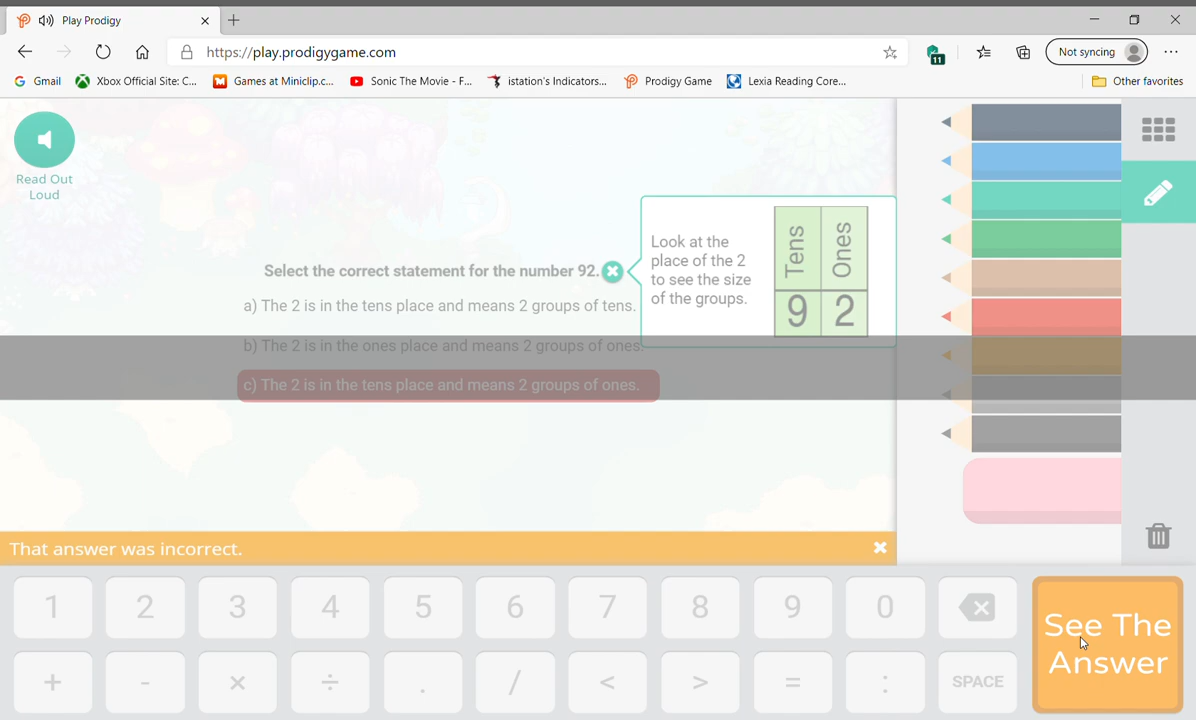 Play Prodigy
https://play.prodigygame.com
Not syncing
11
Gmail
Xbox Official Site: C...
Games at Miniclip.c...
Sonic The Movie - F...
istation's Indicators...
Prodigy Game
Lexia Reading Core...
Other favorites
Read Out
Loud
Select the correct statement for the number 92.
a) The 2 is in the tens place and means 2 groups of tens.
b) The 2 is in the ones place and means 2 groups of ones.
c) The 2 is in the tens place and means 2 groups of ones.
Look at the
place of the 2
to see the size
of the groups.
Tens Ones
9 2
That answer was incorrect.
1 2 3 4 5 6 7 8 9 0
+ - × ÷ . / < > = : SPACE
See The
Answer